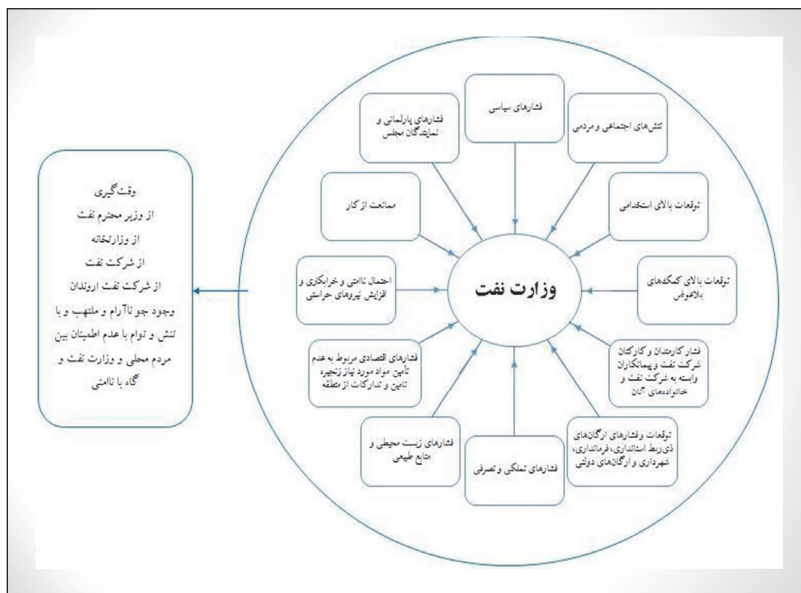 فشارهای سیاسی
تنش‌های اجتماعی و مردمی
توقعات بالای استخدامی
توقعات بالای کمک‌های
بلاعوض
فشار کارمندان و کارکنان
شرکت نفت و پیمانکاران
وابسته به شرکت نفت و
خانواده‌های آنان
توقعات و فشارهای ارگان‌های
ذی‌ربط استانداری، فرمانداری،
شهرداری و ارگان‌های دولتی
فشارهای تملکی و تصرفی
فشارهای زیست محیطی و
منابع طبیعی
فشارهای اقتصادی مربوط به عدم
تأمین مواد مورد نیاز زنجیره
تامین و تدارکات از منطقه
احتمال ناامنی و خرابکاری و
افزایش نیروهای حراستی
ممانعت از کار
فشارهای پارلمانی و
نمایندگان مجلس
وزارت نفت
وقت‌گیری
از وزیر محترم نفت
از وزارتخانه
از شرکت نفت
از شرکت نفت اروندان
وجود جو ناآرام و ملتهب و با
تنش و توام با عدم اطمینان بین
مردم محلی و وزارت نفت و
گاه با ناامنی